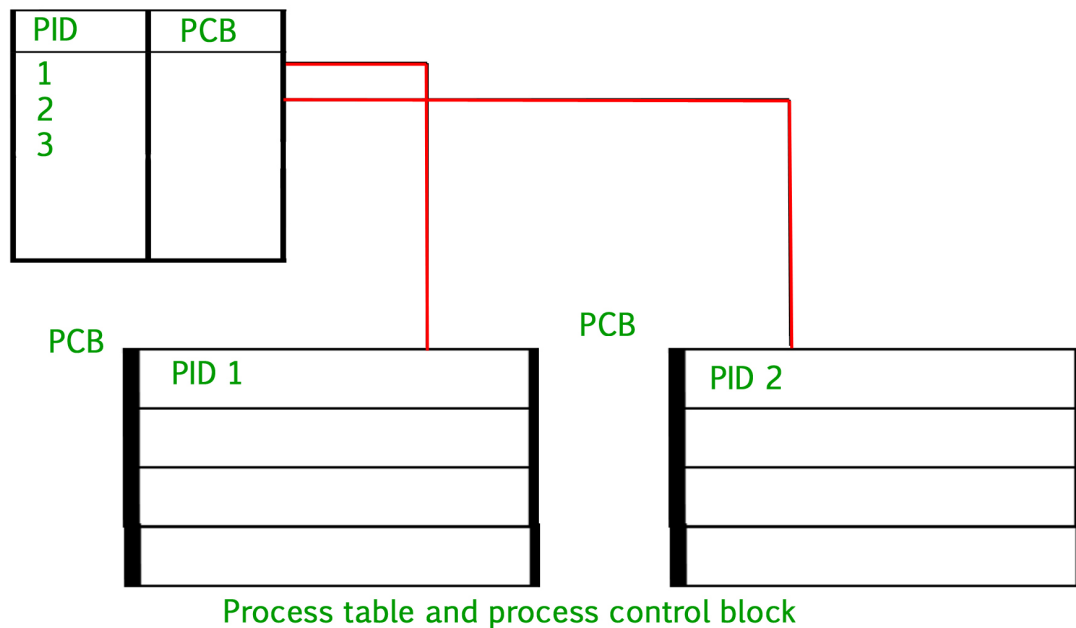 PID PCB
1
2
3
PCB
PCB
PID 1
PID 2
Process table and process control block